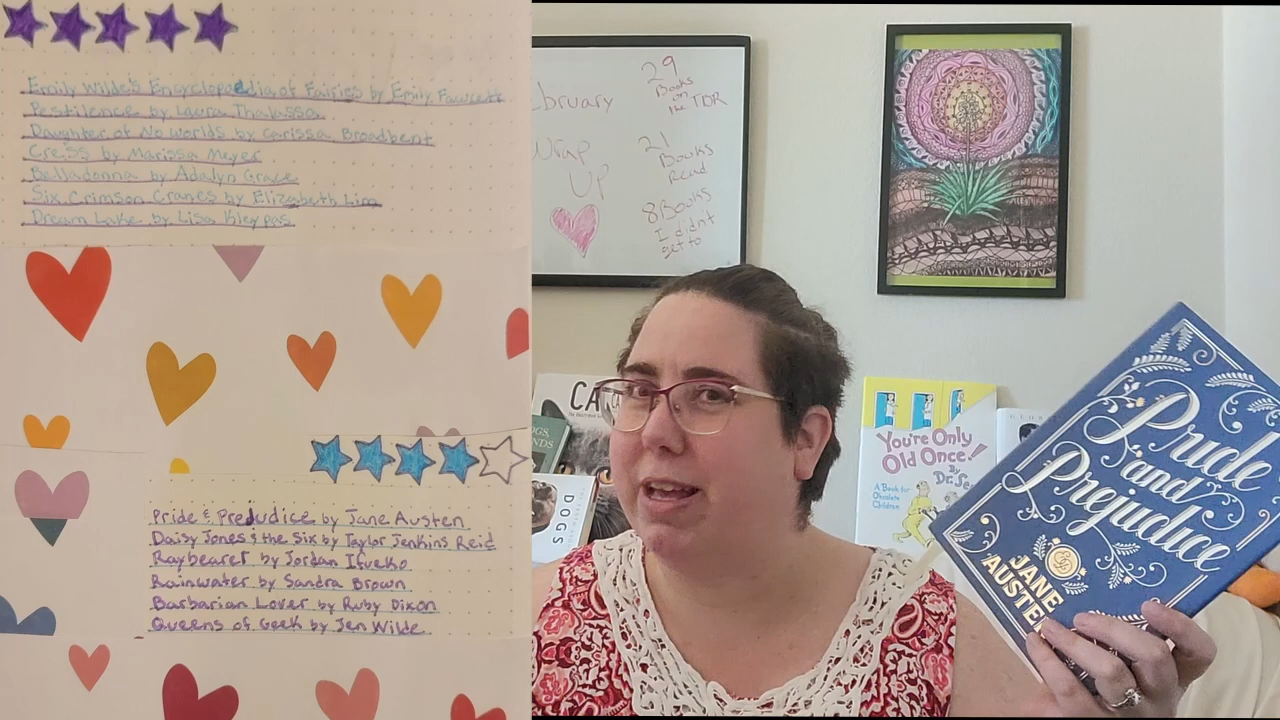 Emily Wilde's Encyclopaedia of Fairies by Emily Fawcett
Pestilence by Laura Thalassa
Daughter of No Worlds by Carissa Broadbent
Cress by Marissa Meyer
Belladonna by Adalyn Grace
Six Crimson Cranes by Elizabeth Lim
Dream Lake by Lisa Kleypas
Pride & Prejudice by Jane Austen
Daisy Jones & the Six by Taylor Jenkins Reid
Raybearer by Jordan Ifueko
Rainwater by Sandra Brown
Barbarian Lover by Ruby Dixon
Queens of Geek by Jen Wilde
ebruary
Wrap
Up
29
Books
on
the TBR
21
Books
Read
8 Books
I didn't
get to
CA
DOGS
You're Only
Old Once!
By
Dr. Se
A Book for
Obsolete
Children
Pride
and
Prejudice
JANE
AUSTEN